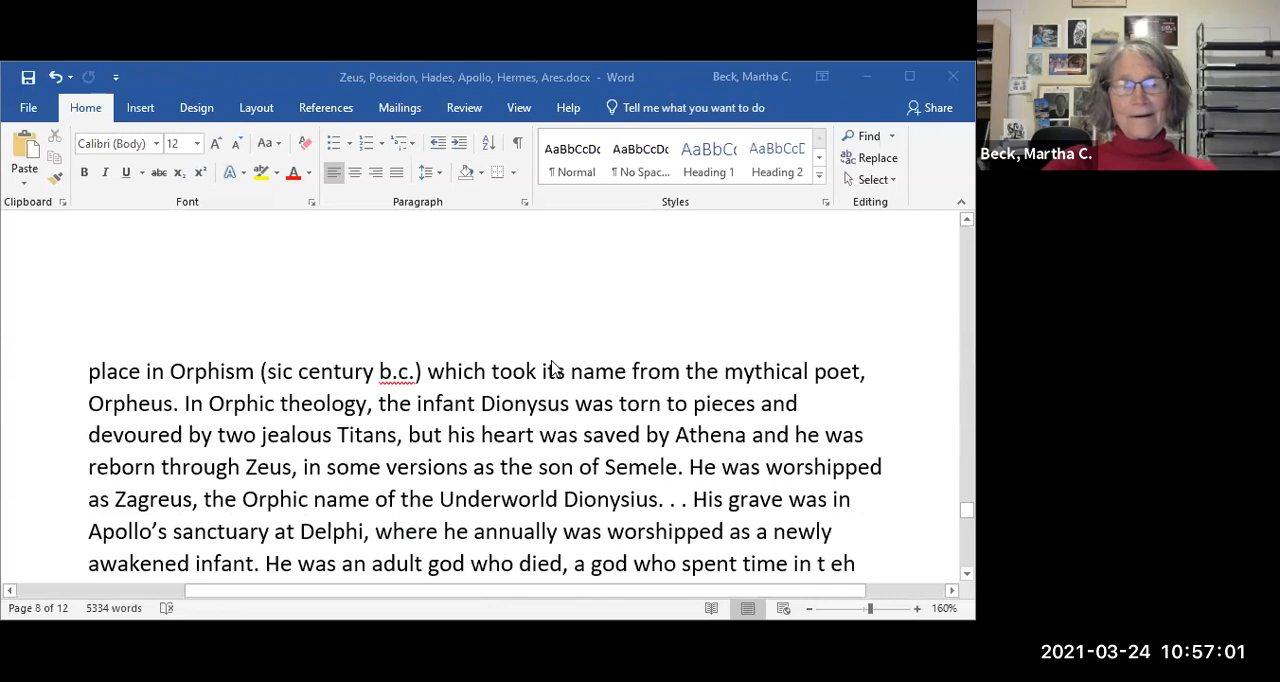 Zeus, Poseidon, Hades, Apollo, Hermes, Ares.docx - Word
Beck, Martha C.
File Home Insert Design Layout References Mailings Review View Help Tell me what you want to do Share
Calibri (Body) 12
Paste
Clipboard Font Paragraph Styles Editing
AaBbCcDc AaBbCcDc AaBbC( AaBbCcE
¶ Normal ¶ No Spac... Heading 1 Heading 2
Find
Replace
Select
Beck, Martha C.
place in Orphism (sic century b.c.) which took its name from the mythical poet,
Orpheus. In Orphic theology, the infant Dionysus was torn to pieces and
devoured by two jealous Titans, but his heart was saved by Athena and he was
reborn through Zeus, in some versions as the son of Semele. He was worshipped
as Zagreus, the Orphic name of the Underworld Dionysius. . . His grave was in
Apollo’s sanctuary at Delphi, where he annually was worshipped as a newly
awakened infant. He was an adult god who died, a god who spent time in t eh
Page 8 of 12 5334 words 160%
2021-03-24 10:57:01